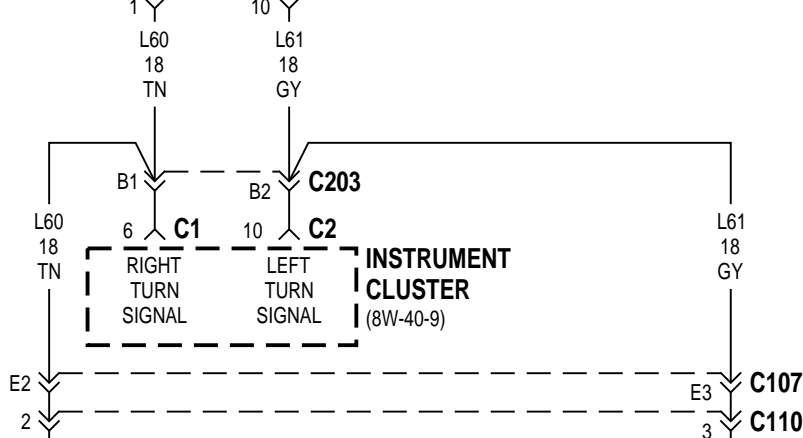 1
10
L60
18
TN
L61
18
GY
B1
B2
C203
L60
18
TN
6
C1
10
C2
L61
18
GY
RIGHT
TURN
SIGNAL
LEFT
TURN
SIGNAL
INSTRUMENT
CLUSTER
(8W-40-9)
E2
E3
C107
2
3
C110